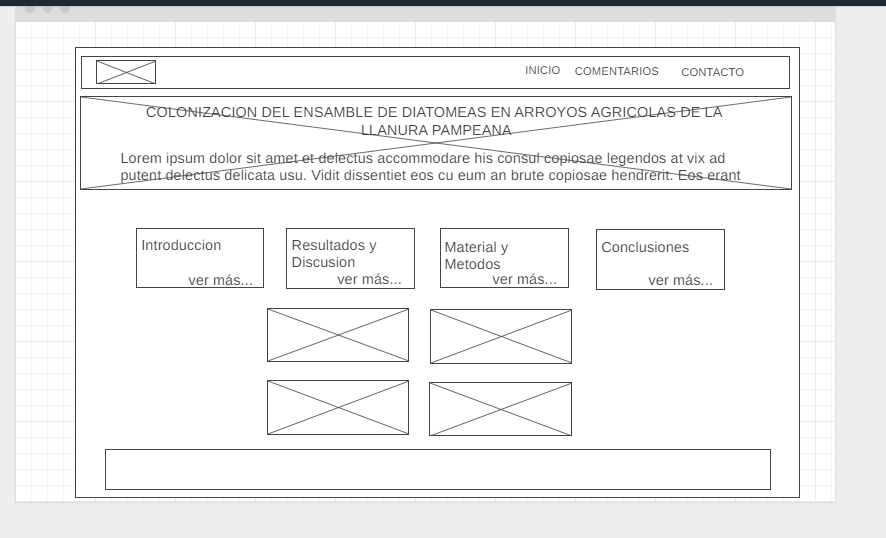 INICIO COMENTARIOS CONTACTO
COLONIZACION DEL ENSAMBLE DE DIATOMEAS EN ARROYOS AGRICOLAS DE LA
LLANURA PAMPEANA
Lorem ipsum dolor sit amet et delectus accommodare his consul copiosae legendos at vix ad
putent delectus delicata usu. Vidit dissentiet eos cu eum an brute copiosae hendrerit. Eos erant
Introduccion
ver más...
Resultados y
Discusion
ver más...
Material y
Metodos
ver más...
Conclusiones
ver más...